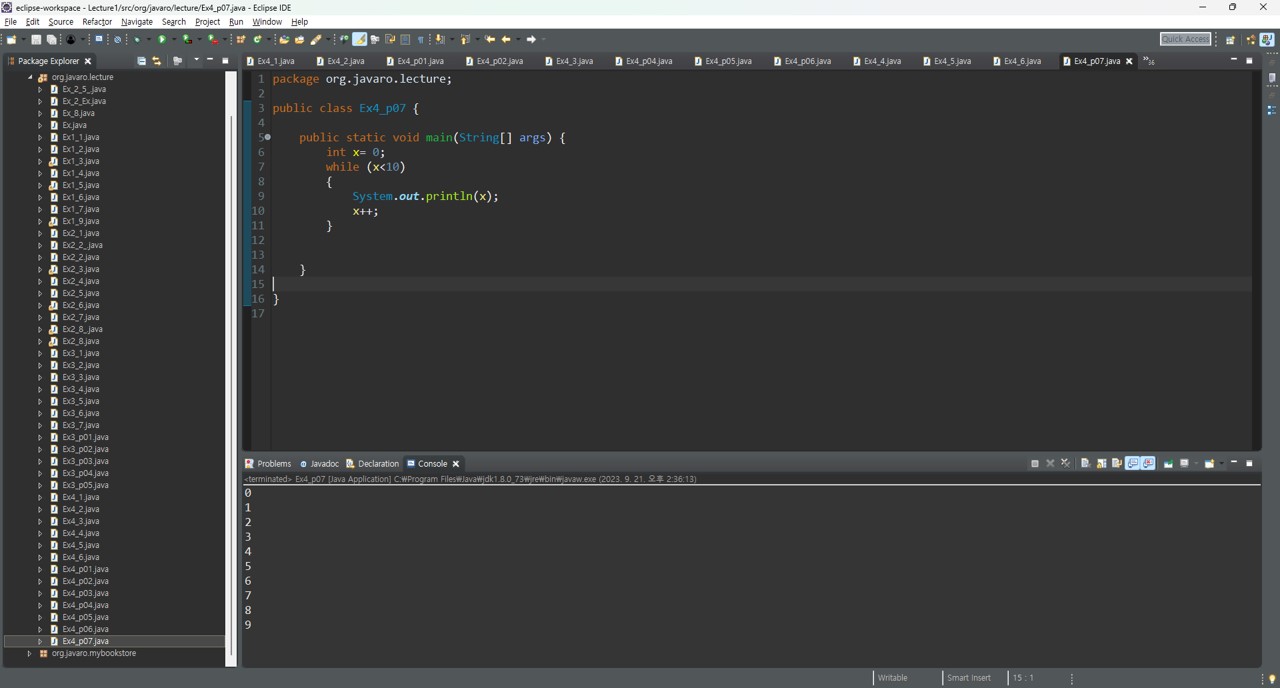 eclipse-workspace - Lecture1/src/org/javaro/lecture/Ex4_p07.java - Eclipse IDE
File Edit Source Refactor Navigate Search Project Run Window Help
Quick Access
Package Explorer
org.javaro.lecture
Ex_2_5_.java
Ex_2_Ex.java
Ex_8.java
Ex.java
Ex1_1.java
Ex1_2.java
Ex1_3.java
Ex1_4.java
Ex1_5.java
Ex1_6.java
Ex1_7.java
Ex1_9.java
Ex2_1.java
Ex2_2_.java
Ex2_2.java
Ex2_3.java
Ex2_4.java
Ex2_5.java
Ex2_6.java
Ex2_7.java
Ex2_8_.java
Ex2_8.java
Ex3_1.java
Ex3_2.java
Ex3_3.java
Ex3_4.java
Ex3_5.java
Ex3_6.java
Ex3_7.java
Ex3_p01.java
Ex3_p02.java
Ex3_p03.java
Ex3_p04.java
Ex3_p05.java
Ex4_1.java
Ex4_2.java
Ex4_3.java
Ex4_4.java
Ex4_5.java
Ex4_6.java
Ex4_p01.java
Ex4_p02.java
Ex4_p03.java
Ex4_p04.java
Ex4_p05.java
Ex4_p06.java
Ex4_p07.java
org.javaro.mybookstore
Ex4_1.java Ex4_2.java Ex4_p01.java Ex4_p02.java Ex4_3.java Ex4_p04.java Ex4_p05.java Ex4_p06.java Ex4_4.java Ex4_5.java Ex4_6.java Ex4_p07.java »36
1 package org.javaro.lecture;
2
3 public class Ex4_p07 {
4
5 public static void main(String[] args) {
6 int x= 0;
7 while (x<10)
8 {
9 System.out.println(x);
10 x++;
11 }
12
13
14 }
15
16 }
17
Problems Javadoc Declaration Console
<terminated> Ex4_p07 [Java Application] C:₩Program Files₩Java₩jdk1.8.0_73₩jre₩bin₩javaw.exe (2023. 9. 21. 오후 2:36:13)
0
1
2
3
4
5
6
7
8
9
Writable Smart Insert 15 : 1